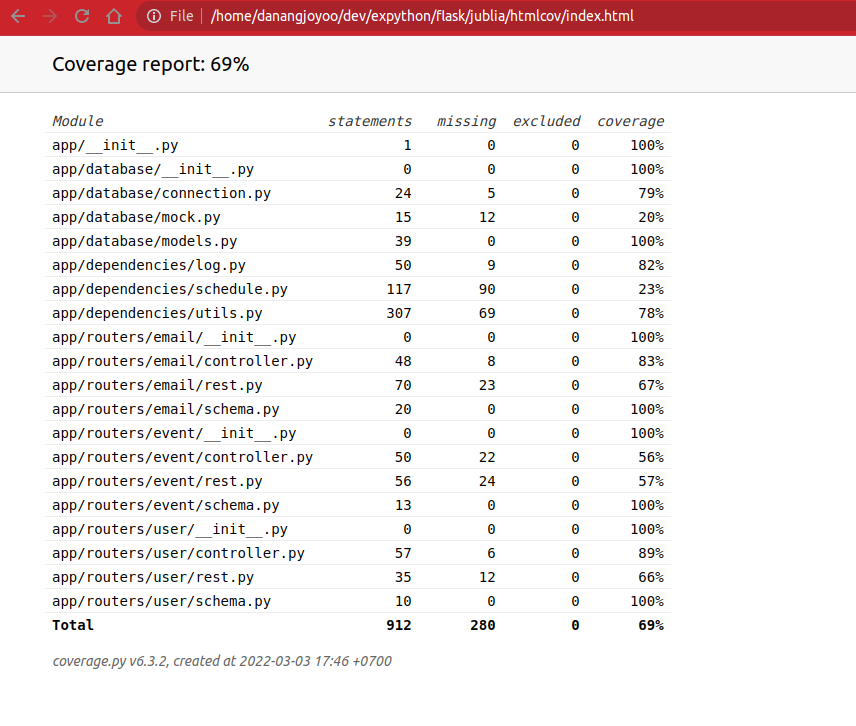 File /home/danangjoyoo/dev/expython/flask/jublia/htmlcov/index.html
Coverage report: 69%
Module statements missing excluded coverage
app/__init__.py 1 0 0 100%
app/database/__init__.py 0 0 0 100%
app/database/connection.py 24 5 0 79%
app/database/mock.py 15 12 0 20%
app/database/models.py 39 0 0 100%
app/dependencies/log.py 50 9 0 82%
app/dependencies/schedule.py 117 90 0 23%
app/dependencies/utils.py 307 69 0 78%
app/routers/email/__init__.py 0 0 0 100%
app/routers/email/controller.py 48 8 0 83%
app/routers/email/rest.py 70 23 0 67%
app/routers/email/schema.py 20 0 0 100%
app/routers/event/__init__.py 0 0 0 100%
app/routers/event/controller.py 50 22 0 56%
app/routers/event/rest.py 56 24 0 57%
app/routers/event/schema.py 13 0 0 100%
app/routers/user/__init__.py 0 0 0 100%
app/routers/user/controller.py 57 6 0 89%
app/routers/user/rest.py 35 12 0 66%
app/routers/user/schema.py 10 0 0 100%
Total 912 280 0 69%
coverage.py v6.3.2, created at 2022-03-03 17:46 +0700